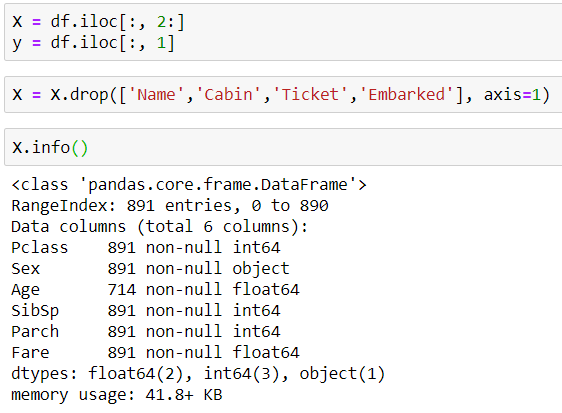 X = df.iloc[:, 2:]
y = df.iloc[:, 1]
X = X.drop(['Name','Cabin','Ticket','Embarked'], axis=1)
X.info()
<class 'pandas.core.frame.DataFrame'>
RangeIndex: 891 entries, 0 to 890
Data columns (total 6 columns):
Pclass    891 non-null int64
Sex       891 non-null object
Age       714 non-null float64
SibSp     891 non-null int64
Parch     891 non-null int64
Fare      891 non-null float64
dtypes: float64(2), int64(3), object(1)
memory usage: 41.8+ KB